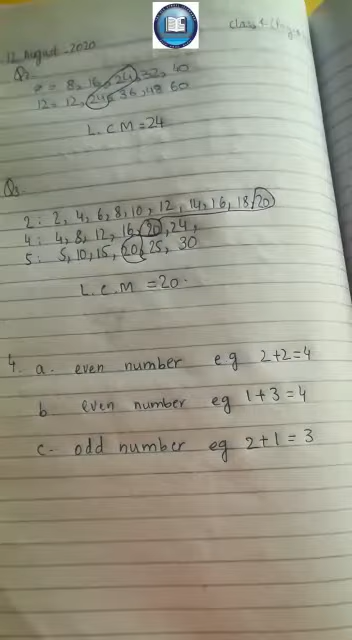 Class 4
12 August - 2020
Q2.
8 = 8, 16, 24, 32, 40
12 = 12, 24, 36, 48 60
L.C.M = 24
Q3.
2: 2, 4, 6, 8, 10, 12, 14, 16, 18, 20
4: 4, 8, 12, 16, 20, 24,
5: 5, 10, 15, 20, 25, 30
L.C.M = 20.
4. a. even number eg 2+2=4
b even number eg 1+3=4
c- odd number eg 2+1=3